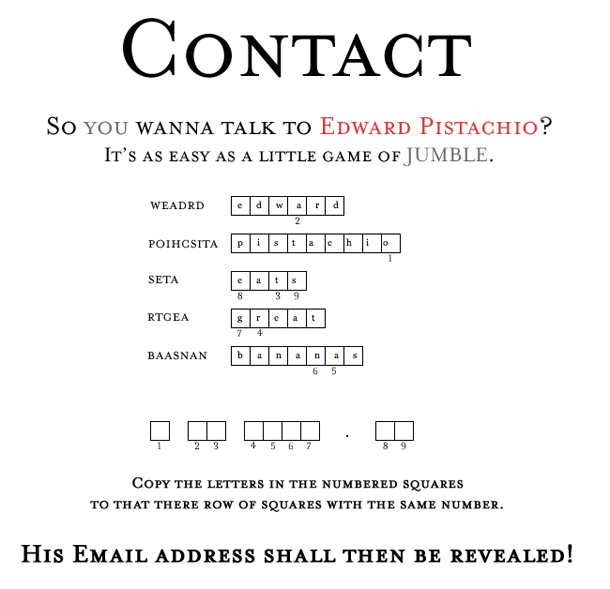 Contact
So you wanna talk to Edward Pistachio?
It's as easy as a little game of JUMBLE.
WEADRD e d w a r d
2
POIHCSITA p i s t a c h i o
1
SETA e a t s
8 3 9
RTGEA g r e a t
7 4
BAASNAN b a n a n a s
6 5
.
1 2 3 4 5 6 7 8 9
Copy the letters in the numbered squares
to that there row of squares with the same number.
His Email address shall then be revealed!